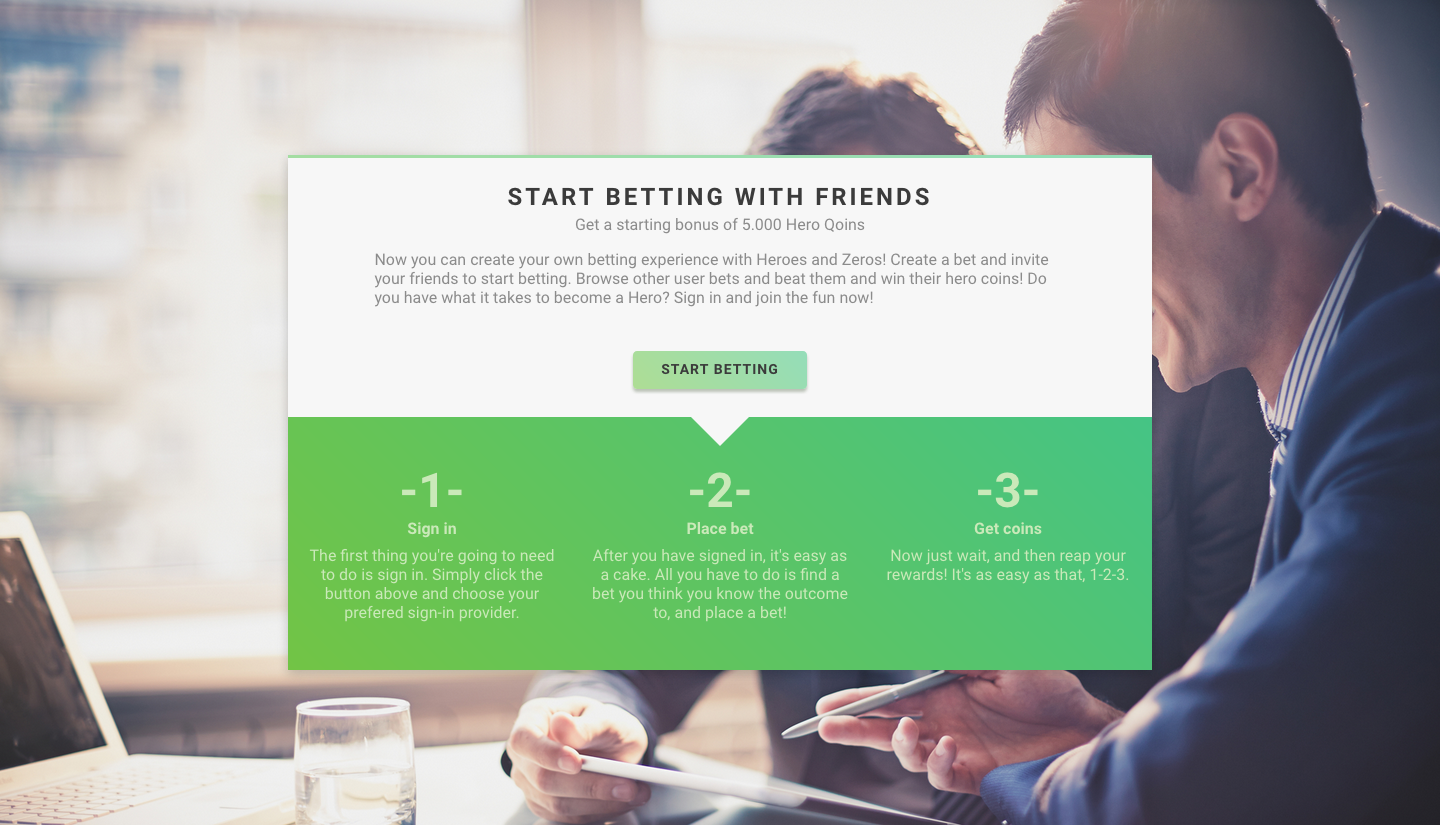 START BETTING WITH FRIENDS
Get a starting bonus of 5.000 Hero Qoins
Now you can create your own betting experience with Heroes and Zeros! Create a bet and invite
your friends to start betting. Browse other user bets and beat them and win their hero coins! Do
you have what it takes to become a Hero? Sign in and join the fun now!
START BETTING
-1-
Sign in
The first thing you're going to need
to do is sign in. Simply click the
button above and choose your
prefered sign-in provider.
-2-
Place bet
After you have signed in, it's easy as
a cake. All you have to do is find a
bet you think you know the outcome
to, and place a bet!
-3-
Get coins
Now just wait, and then reap your
rewards! It's as easy as that, 1-2-3.